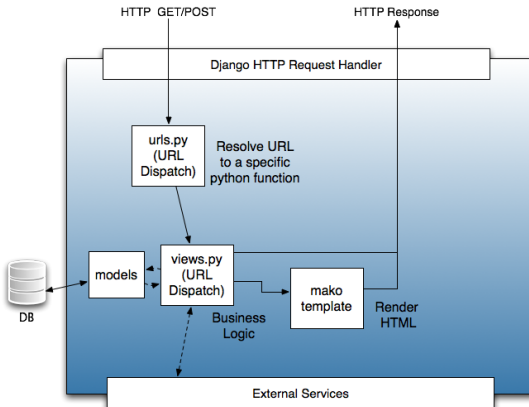 HTTP GET/POST
HTTP Response
Django HTTP Request Handler
urls.py
(URL
Dispatch)
Resolve URL
to a specific
python function
models
views.py
(URL
Dispatch)
mako
template
DB
Business
Logic
Render
HTML
External Services